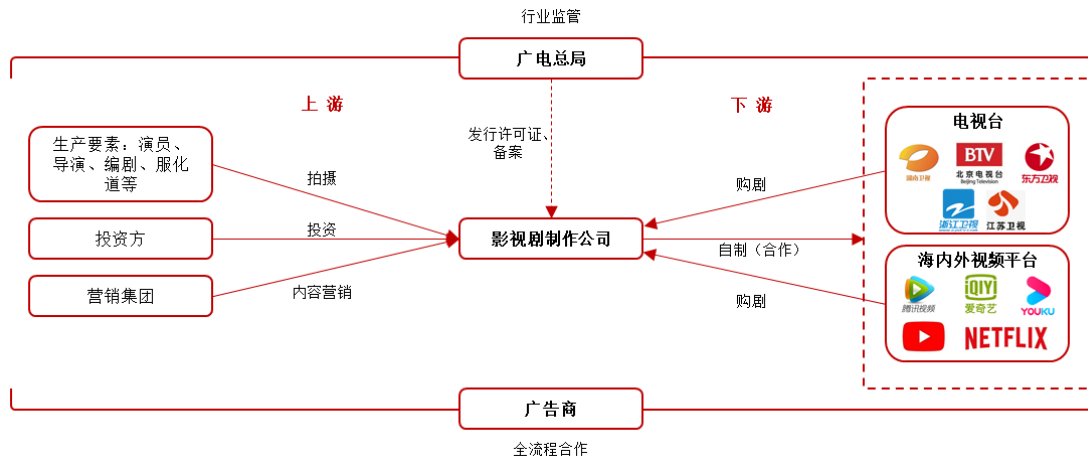 行业监管
广电总局
上 游
下 游
发行许可证、
备案
生产要素：演员、
导演、编剧、服化
道等
拍摄
投资方
投资
营销集团
内容营销
影视剧制作公司
购剧
自制（合作）
购剧
电视台
湖南卫视
BTV
北京电视台
Beijing Television
东方卫视
浙江卫视
江苏卫视
海内外视频平台
腾讯视频
iQIYI
爱奇艺
YOUKU
NETFLIX
广告商
全流程合作